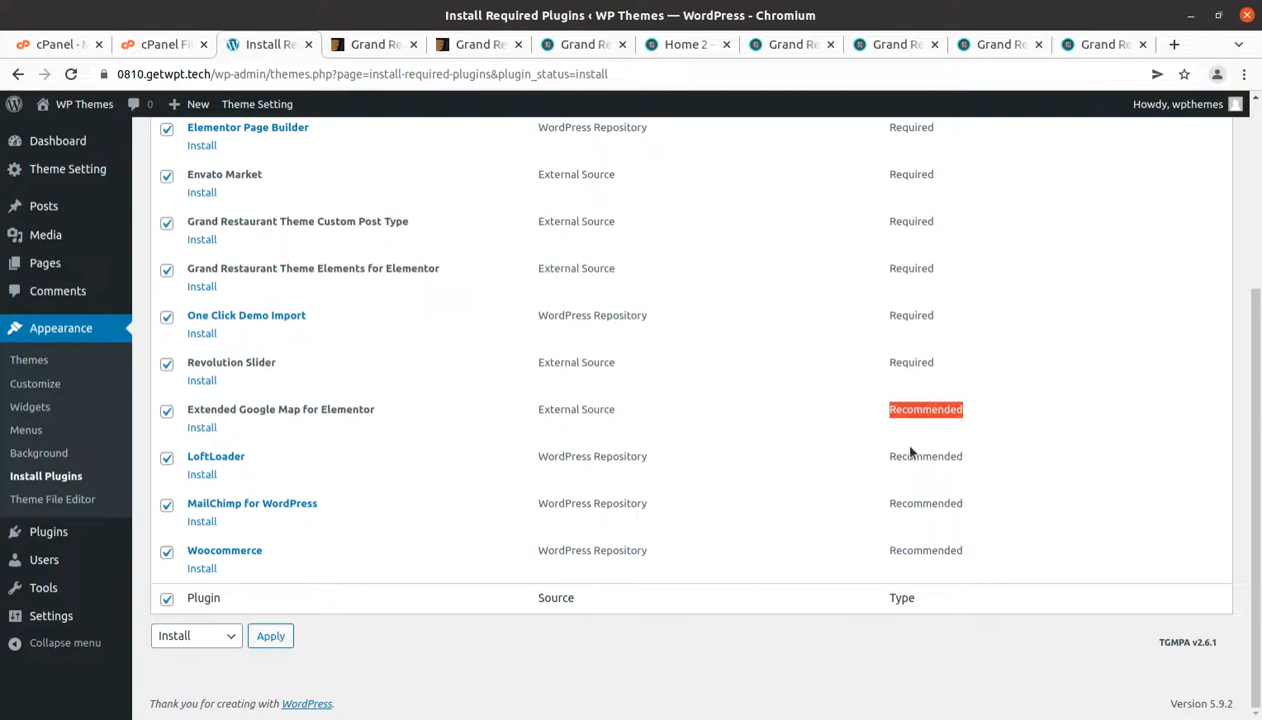 Install Required Plugins ‹ WP Themes — WordPress - Chromium
cPanel - M
cPanel Fi
Install Re
Grand Re
Grand Re
Grand Re
Home 2 –
Grand Re
Grand Re
Grand Re
Grand Re
0810.getwpt.tech/wp-admin/themes.php?page=install-required-plugins&plugin_status=install
WP Themes 0 New Theme Setting Howdy, wpthemes
Dashboard
Theme Setting
Posts
Media
Pages
Comments
Appearance
Themes
Customize
Widgets
Menus
Background
Install Plugins
Theme File Editor
Plugins
Users
Tools
Settings
Collapse menu
Elementor Page Builder WordPress Repository Required
Install
Envato Market External Source Required
Install
Grand Restaurant Theme Custom Post Type External Source Required
Install
Grand Restaurant Theme Elements for Elementor External Source Required
Install
One Click Demo Import WordPress Repository Required
Install
Revolution Slider External Source Required
Install
Extended Google Map for Elementor External Source Recommended
Install
LoftLoader WordPress Repository Recommended
Install
MailChimp for WordPress WordPress Repository Recommended
Install
Woocommerce WordPress Repository Recommended
Install
Plugin Source Type
Install Apply
TGMPA v2.6.1
Thank you for creating with WordPress. Version 5.9.2